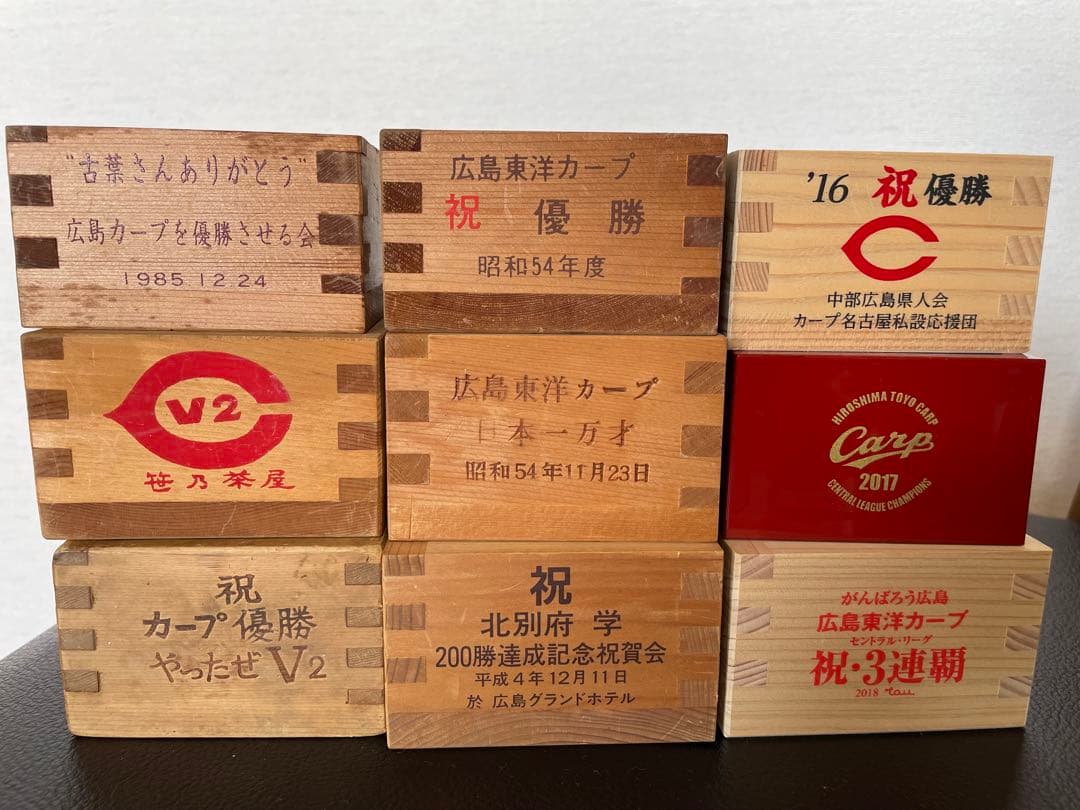 "古葉さんありがとう"
広島カープを優勝させる会
1985 12.24
広島東洋カープ
祝 優勝
昭和54年度
'16 祝 優勝
中部広島県人会
カープ名古屋私設応援団
V2
笹乃茶屋
広島東洋カープ
日本一万才
昭和54年11月23日
HIROSHIMA TOYO CARP
Carp
2017
CENTRAL LEAGUE CHAMPIONS
祝
カープ優勝
やったぜV2
祝
北別府 学
200勝達成記念祝賀会
平成4年12月11日
於 広島グランドホテル
がんばろう広島
広島東洋カープ
セントラル・リーグ
祝・3連覇
2018